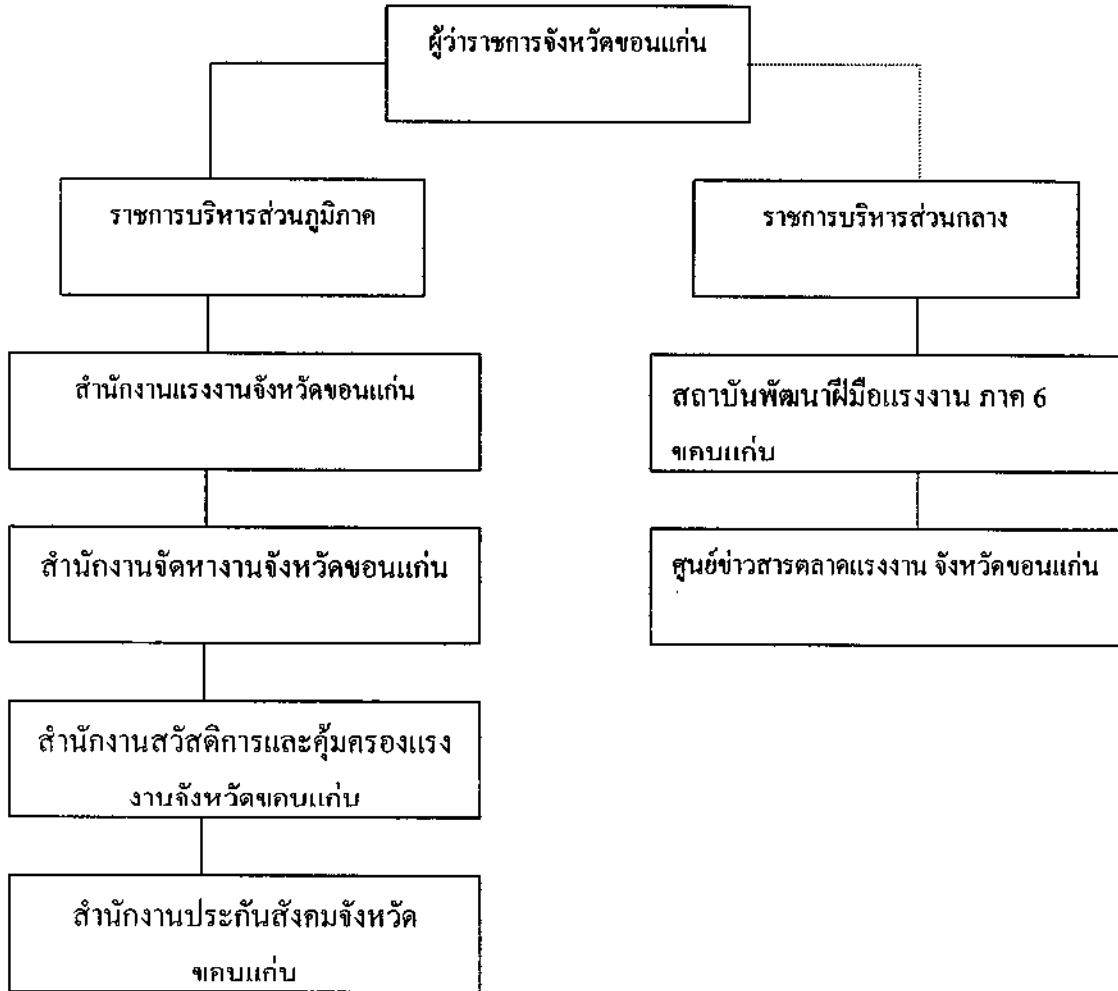 ผู้ว่าราชการจังหวัดขอนแก่น
ราชการบริหารส่วนภูมิภาค
ราชการบริหารส่วนกลาง
สำนักงานแรงงานจังหวัดขอนแก่น
สถาบันพัฒนาฝีมือแรงงาน ภาค 6
ขอนแก่น
สำนักงานจัดหางานจังหวัดขอนแก่น
ศูนย์ข่าวสารตลาดแรงงาน จังหวัดขอนแก่น
สำนักงานสวัสดิการและคุ้มครองแรง
งานจังหวัดขอนแก่น
สำนักงานประกันสังคมจังหวัด
ขอนแก่น